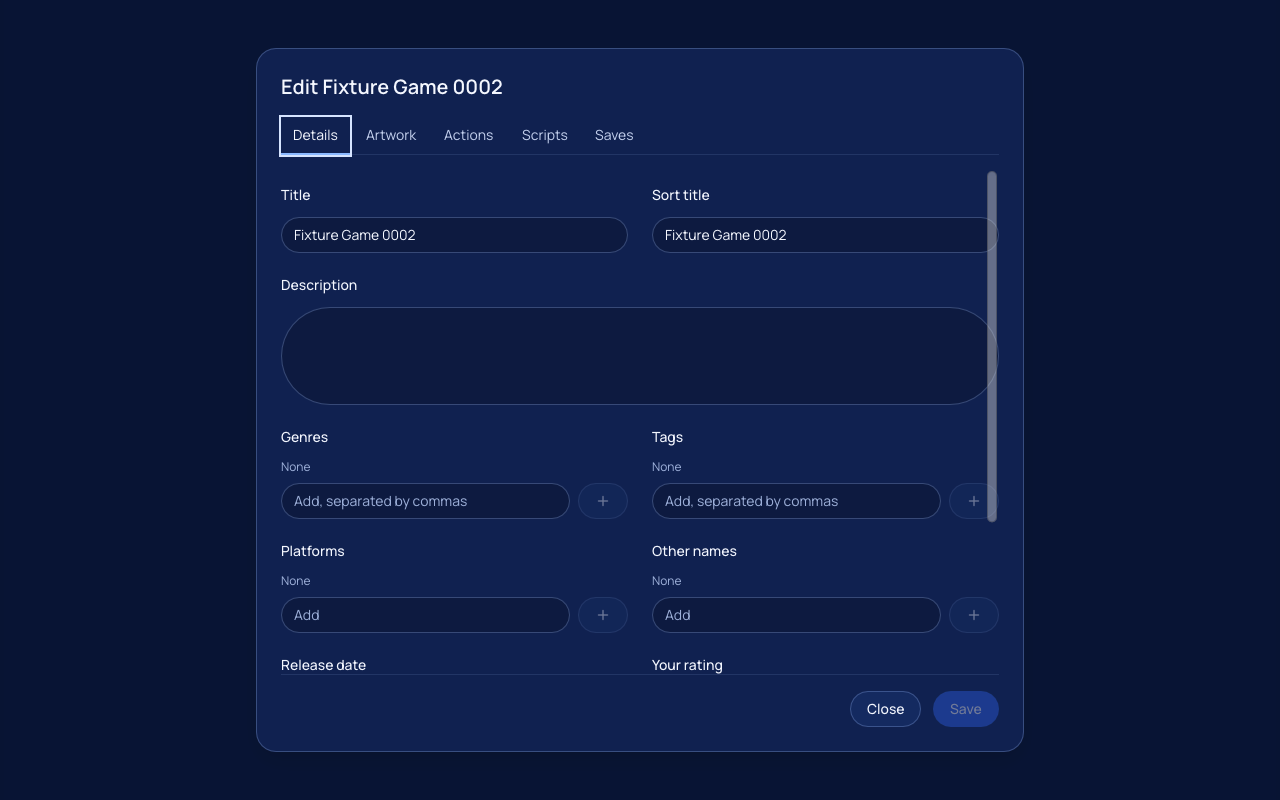 Edit Fixture Game 0002
Details Artwork Actions Scripts Saves
Title Sort title
Fixture Game 0002 Fixture Game 0002
Description
Genres Tags
None None
Add, separated by commas + Add, separated by commas +
Platforms Other names
None None
Add + Add +
Release date Your rating
Close Save